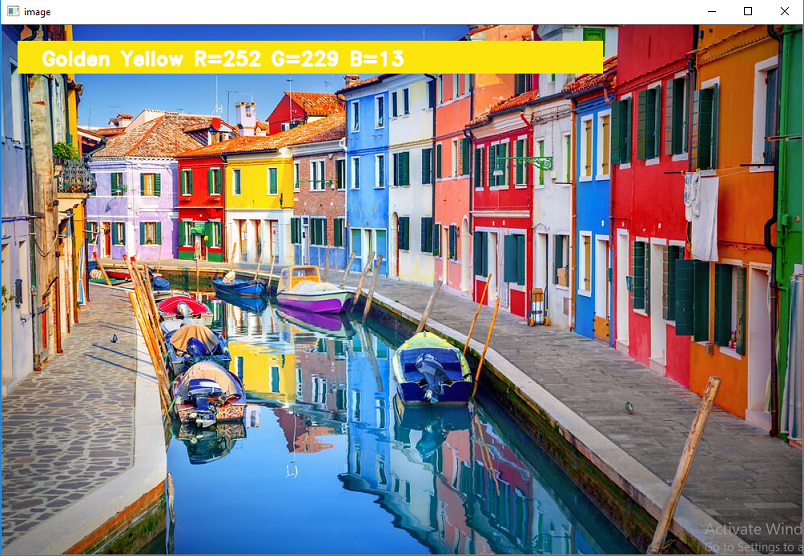 image
Golden Yellow R=252 G=229 B=13
Activate Wind
Go to Settings to a